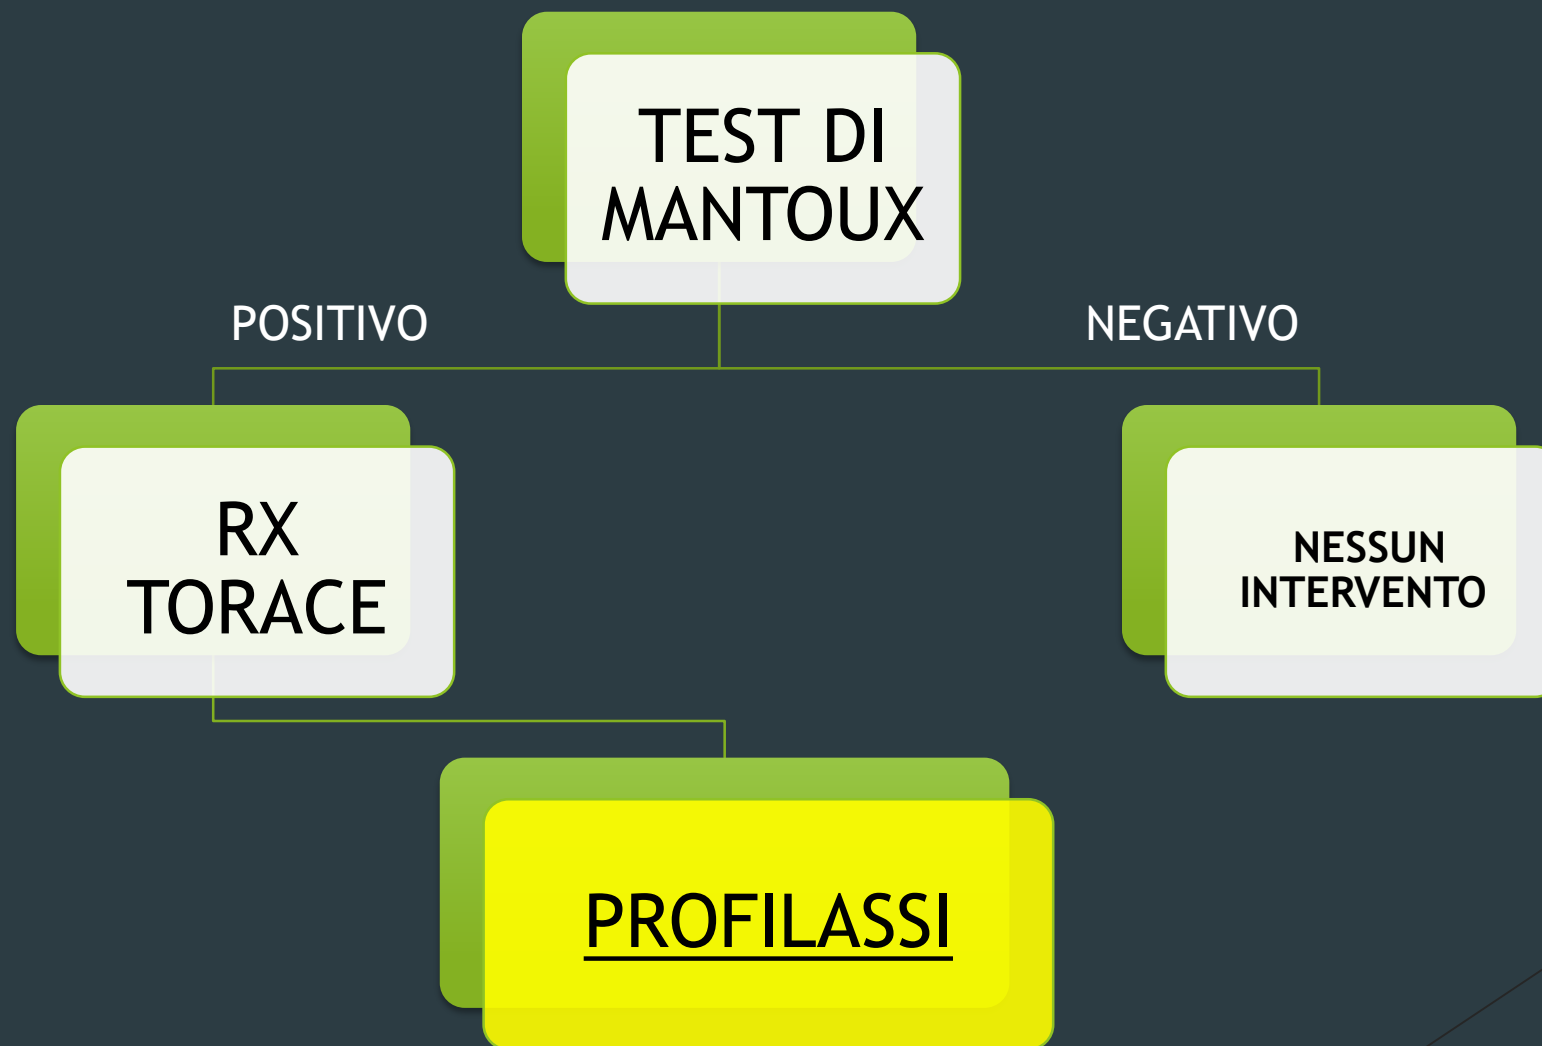 TEST DI
MANTOUX
POSITIVO
NEGATIVO
RX
TORACE
NESSUN
INTERVENTO
PROFILASSI